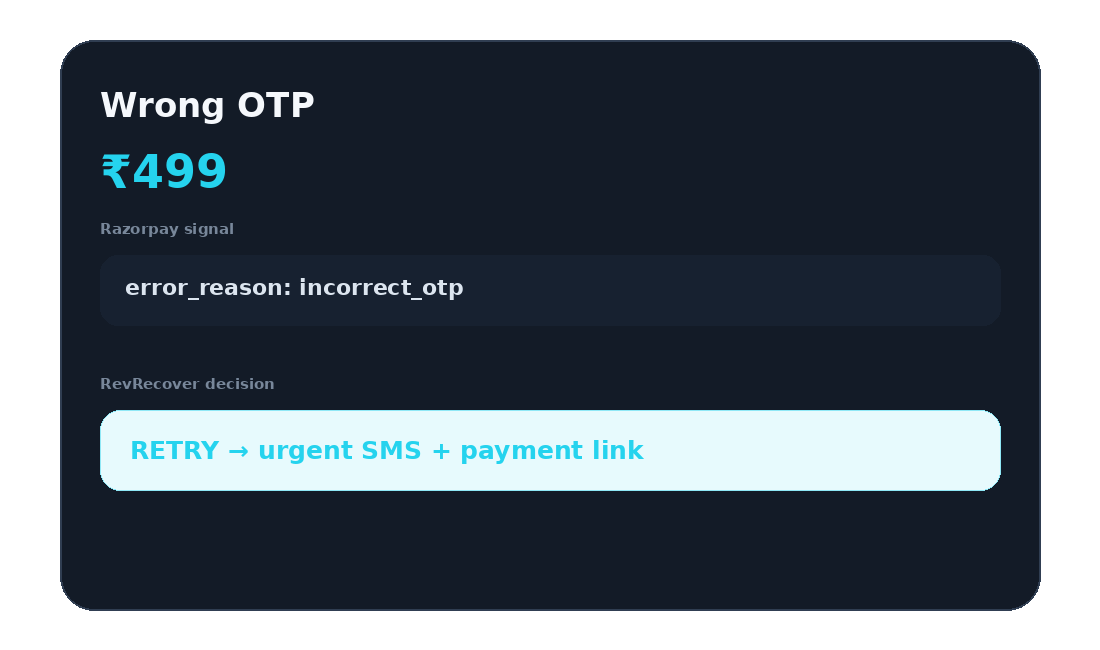 Wrong OTP
₹499
Razorpay signal
error_reason: incorrect_otp
RevRecover decision
RETRY → urgent SMS + payment link